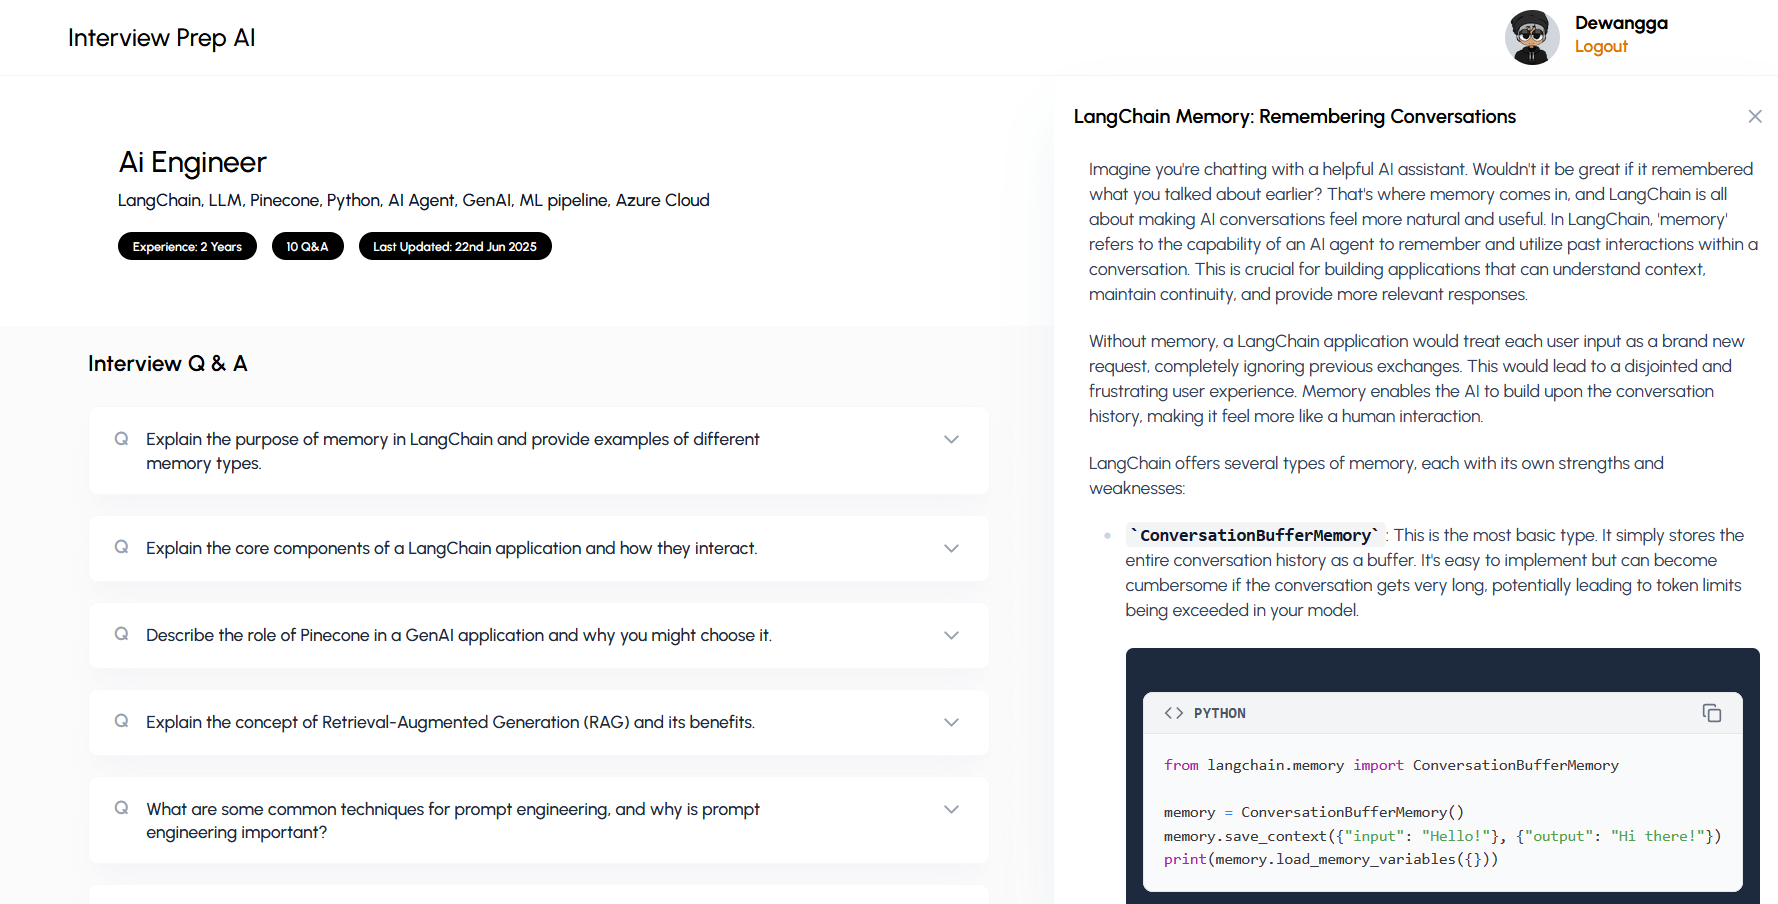 Interview Prep AI
Dewangga
Logout
Ai Engineer
LangChain, LLM, Pinecone, Python, AI Agent, GenAI, ML pipeline, Azure Cloud
Experience: 2 Years
10 Q&A
Last Updated: 22nd Jun 2025
Interview Q & A
Q Explain the purpose of memory in LangChain and provide examples of different
memory types.
Q Explain the core components of a LangChain application and how they interact.
Q Describe the role of Pinecone in a GenAI application and why you might choose it.
Q Explain the concept of Retrieval-Augmented Generation (RAG) and its benefits.
Q What are some common techniques for prompt engineering, and why is prompt
engineering important?
LangChain Memory: Remembering Conversations
Imagine you're chatting with a helpful AI assistant. Wouldn't it be great if it remembered
what you talked about earlier? That's where memory comes in, and LangChain is all
about making AI conversations feel more natural and useful. In LangChain, 'memory'
refers to the capability of an AI agent to remember and utilize past interactions within a
conversation. This is crucial for building applications that can understand context,
maintain continuity, and provide more relevant responses.
Without memory, a LangChain application would treat each user input as a brand new
request, completely ignoring previous exchanges. This would lead to a disjointed and
frustrating user experience. Memory enables the AI to build upon the conversation
history, making it feel more like a human interaction.
LangChain offers several types of memory, each with its own strengths and
weaknesses:
• `ConversationBufferMemory` : This is the most basic type. It simply stores the
entire conversation history as a buffer. It's easy to implement but can become
cumbersome if the conversation gets very long, potentially leading to token limits
being exceeded in your model.
<> PYTHON
from langchain.memory import ConversationBufferMemory
memory = ConversationBufferMemory()
memory.save_context({"input": "Hello!"}, {"output": "Hi there!"})
print(memory.load_memory_variables({}))